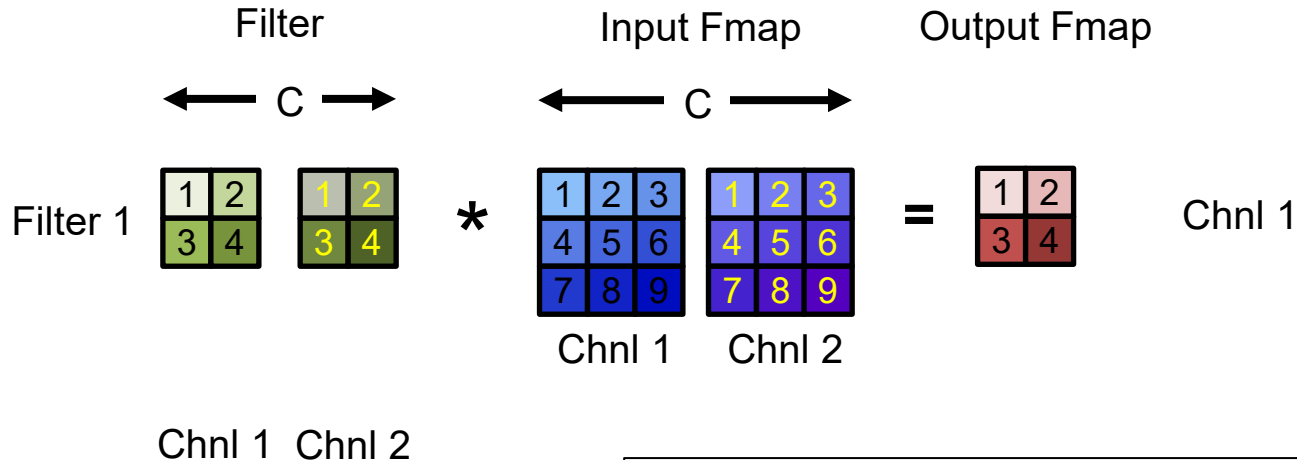 Filter Input Fmap Output Fmap
C C
1 2 1 2 1 2 3 1 2 3 1 2
Filter 1 * = Chnl 1
3 4 3 4 4 5 6 4 5 6 3 4
7 8 9 7 8 9
Chnl 1 Chnl 2
Chnl 1 Chnl 2